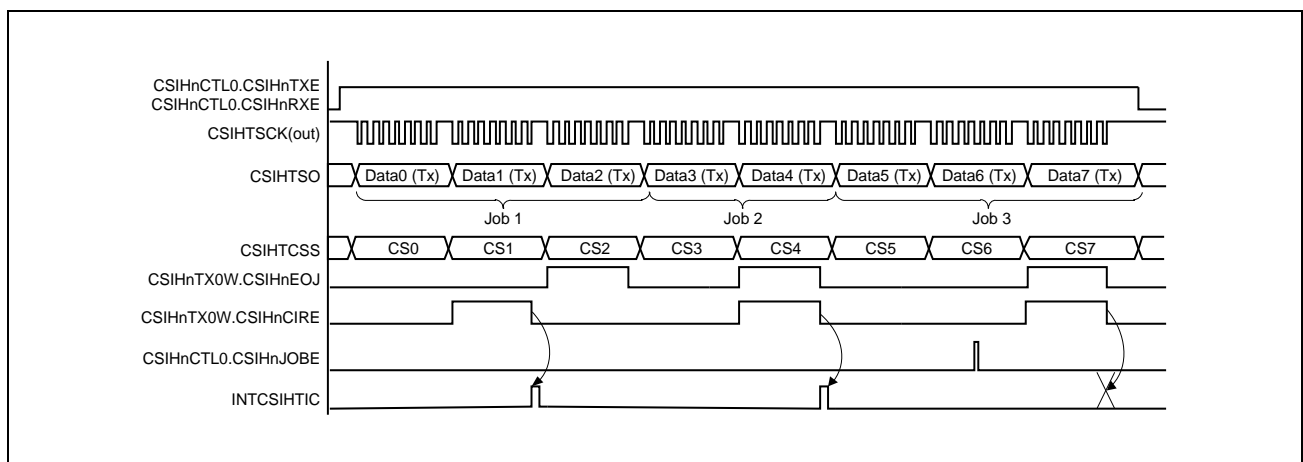 CSIHnCTL0.CSIHnTXE
CSIHnCTL0.CSIHnRXE
CSIHTSCK(out)
CSIHTSO
Data0 (Tx) Data1 (Tx) Data2 (Tx) Data3 (Tx) Data4 (Tx) Data5 (Tx) Data6 (Tx) Data7 (Tx)
Job 1 Job 2 Job 3
CSIHTCSS
CS0 CS1 CS2 CS3 CS4 CS5 CS6 CS7
CSIHnTX0W.CSIHnEOJ
CSIHnTX0W.CSIHnCIRE
CSIHnCTL0.CSIHnJOBE
INTCSIHTIC